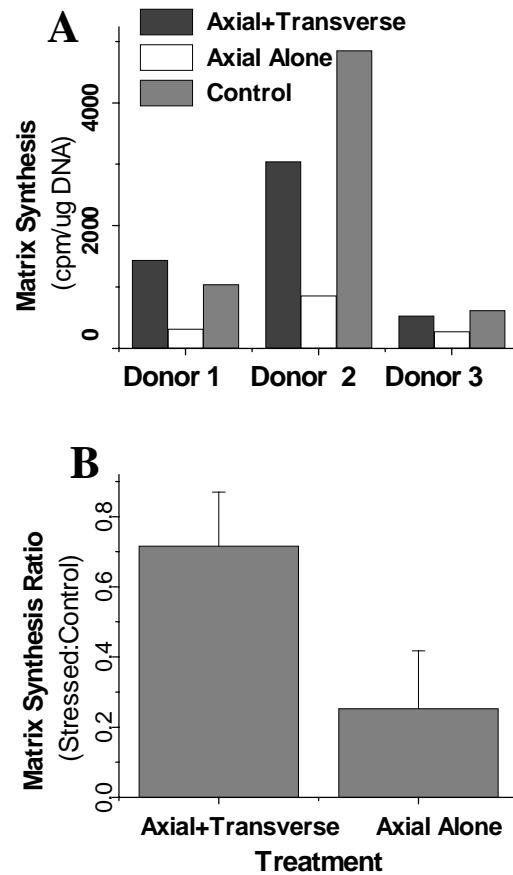 A
Axial+Transverse
Axial Alone
Control
Matrix Synthesis
(cpm/ug DNA)
4000
2000
0
Donor 1 Donor 2 Donor 3
B
Matrix Synthesis Ratio
(Stressed:Control)
0.8
0.6
0.4
0.2
0.0
Axial+Transverse Axial Alone
Treatment